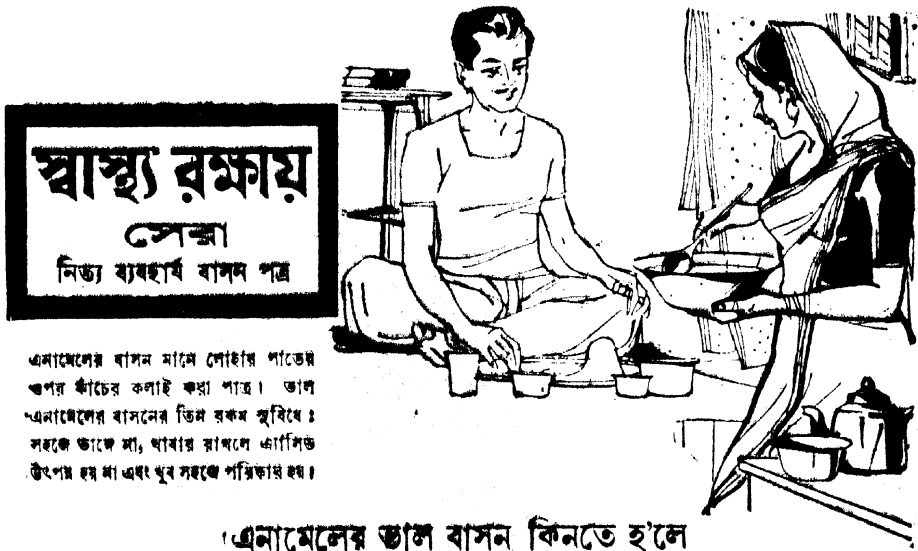 স্বাস্থ্য রক্ষায়
সেরা
নিত্য ব্যবহার্য বাসন পত্র
এনামেলের বাসন মানে লোহার পাতের
ওপর কাঁচের কলাই করা পাত্র। ভাল
এনামেলের বাসনের তিন রকম সুবিধে :
সহজে ভাঙ্গে না, খাবার রাখলে এ্যাসিড
উৎপন্ন হয় না এবং খুব সহজে পরিষ্কার হয়।
এনামেলের ভাল বাসন কিনতে হ'লে